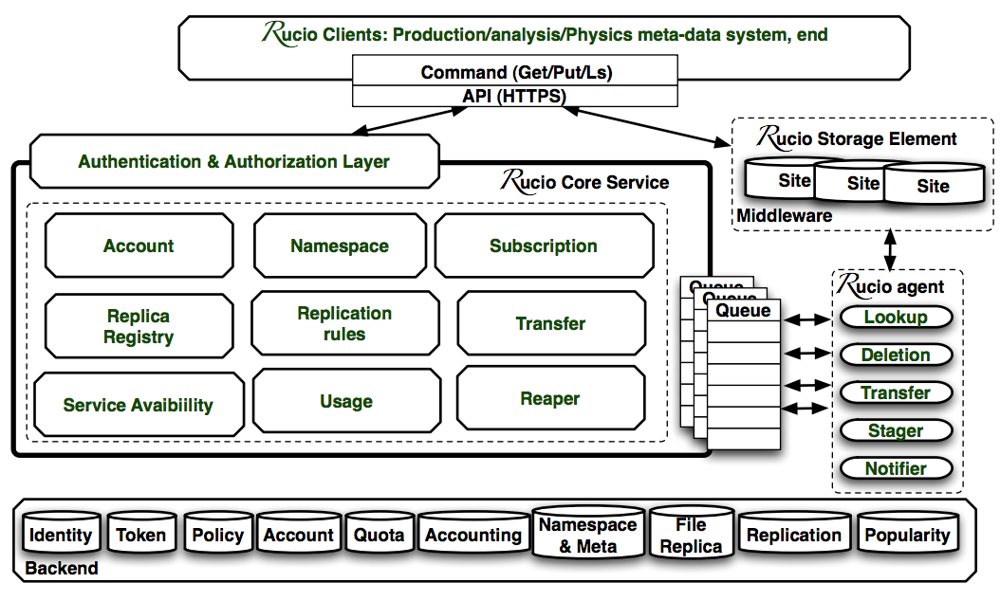 Rucio Clients: Production/analysis/Physics meta-data system, end
Command (Get/Put/Ls)
API (HTTPS)
Authentication & Authorization Layer
Rucio Core Service
Account
Namespace
Subscription
Replica
Registry
Replication
rules
Transfer
Service Avaibiility
Usage
Reaper
Rucio Storage Element
Site
Site
Site
Middleware
Queue
Queue
Queue
Rucio agent
Lookup
Deletion
Transfer
Stager
Notifier
Identity
Token
Policy
Account
Quota
Accounting
Namespace
& Meta
File
Replica
Replication
Popularity
Backend